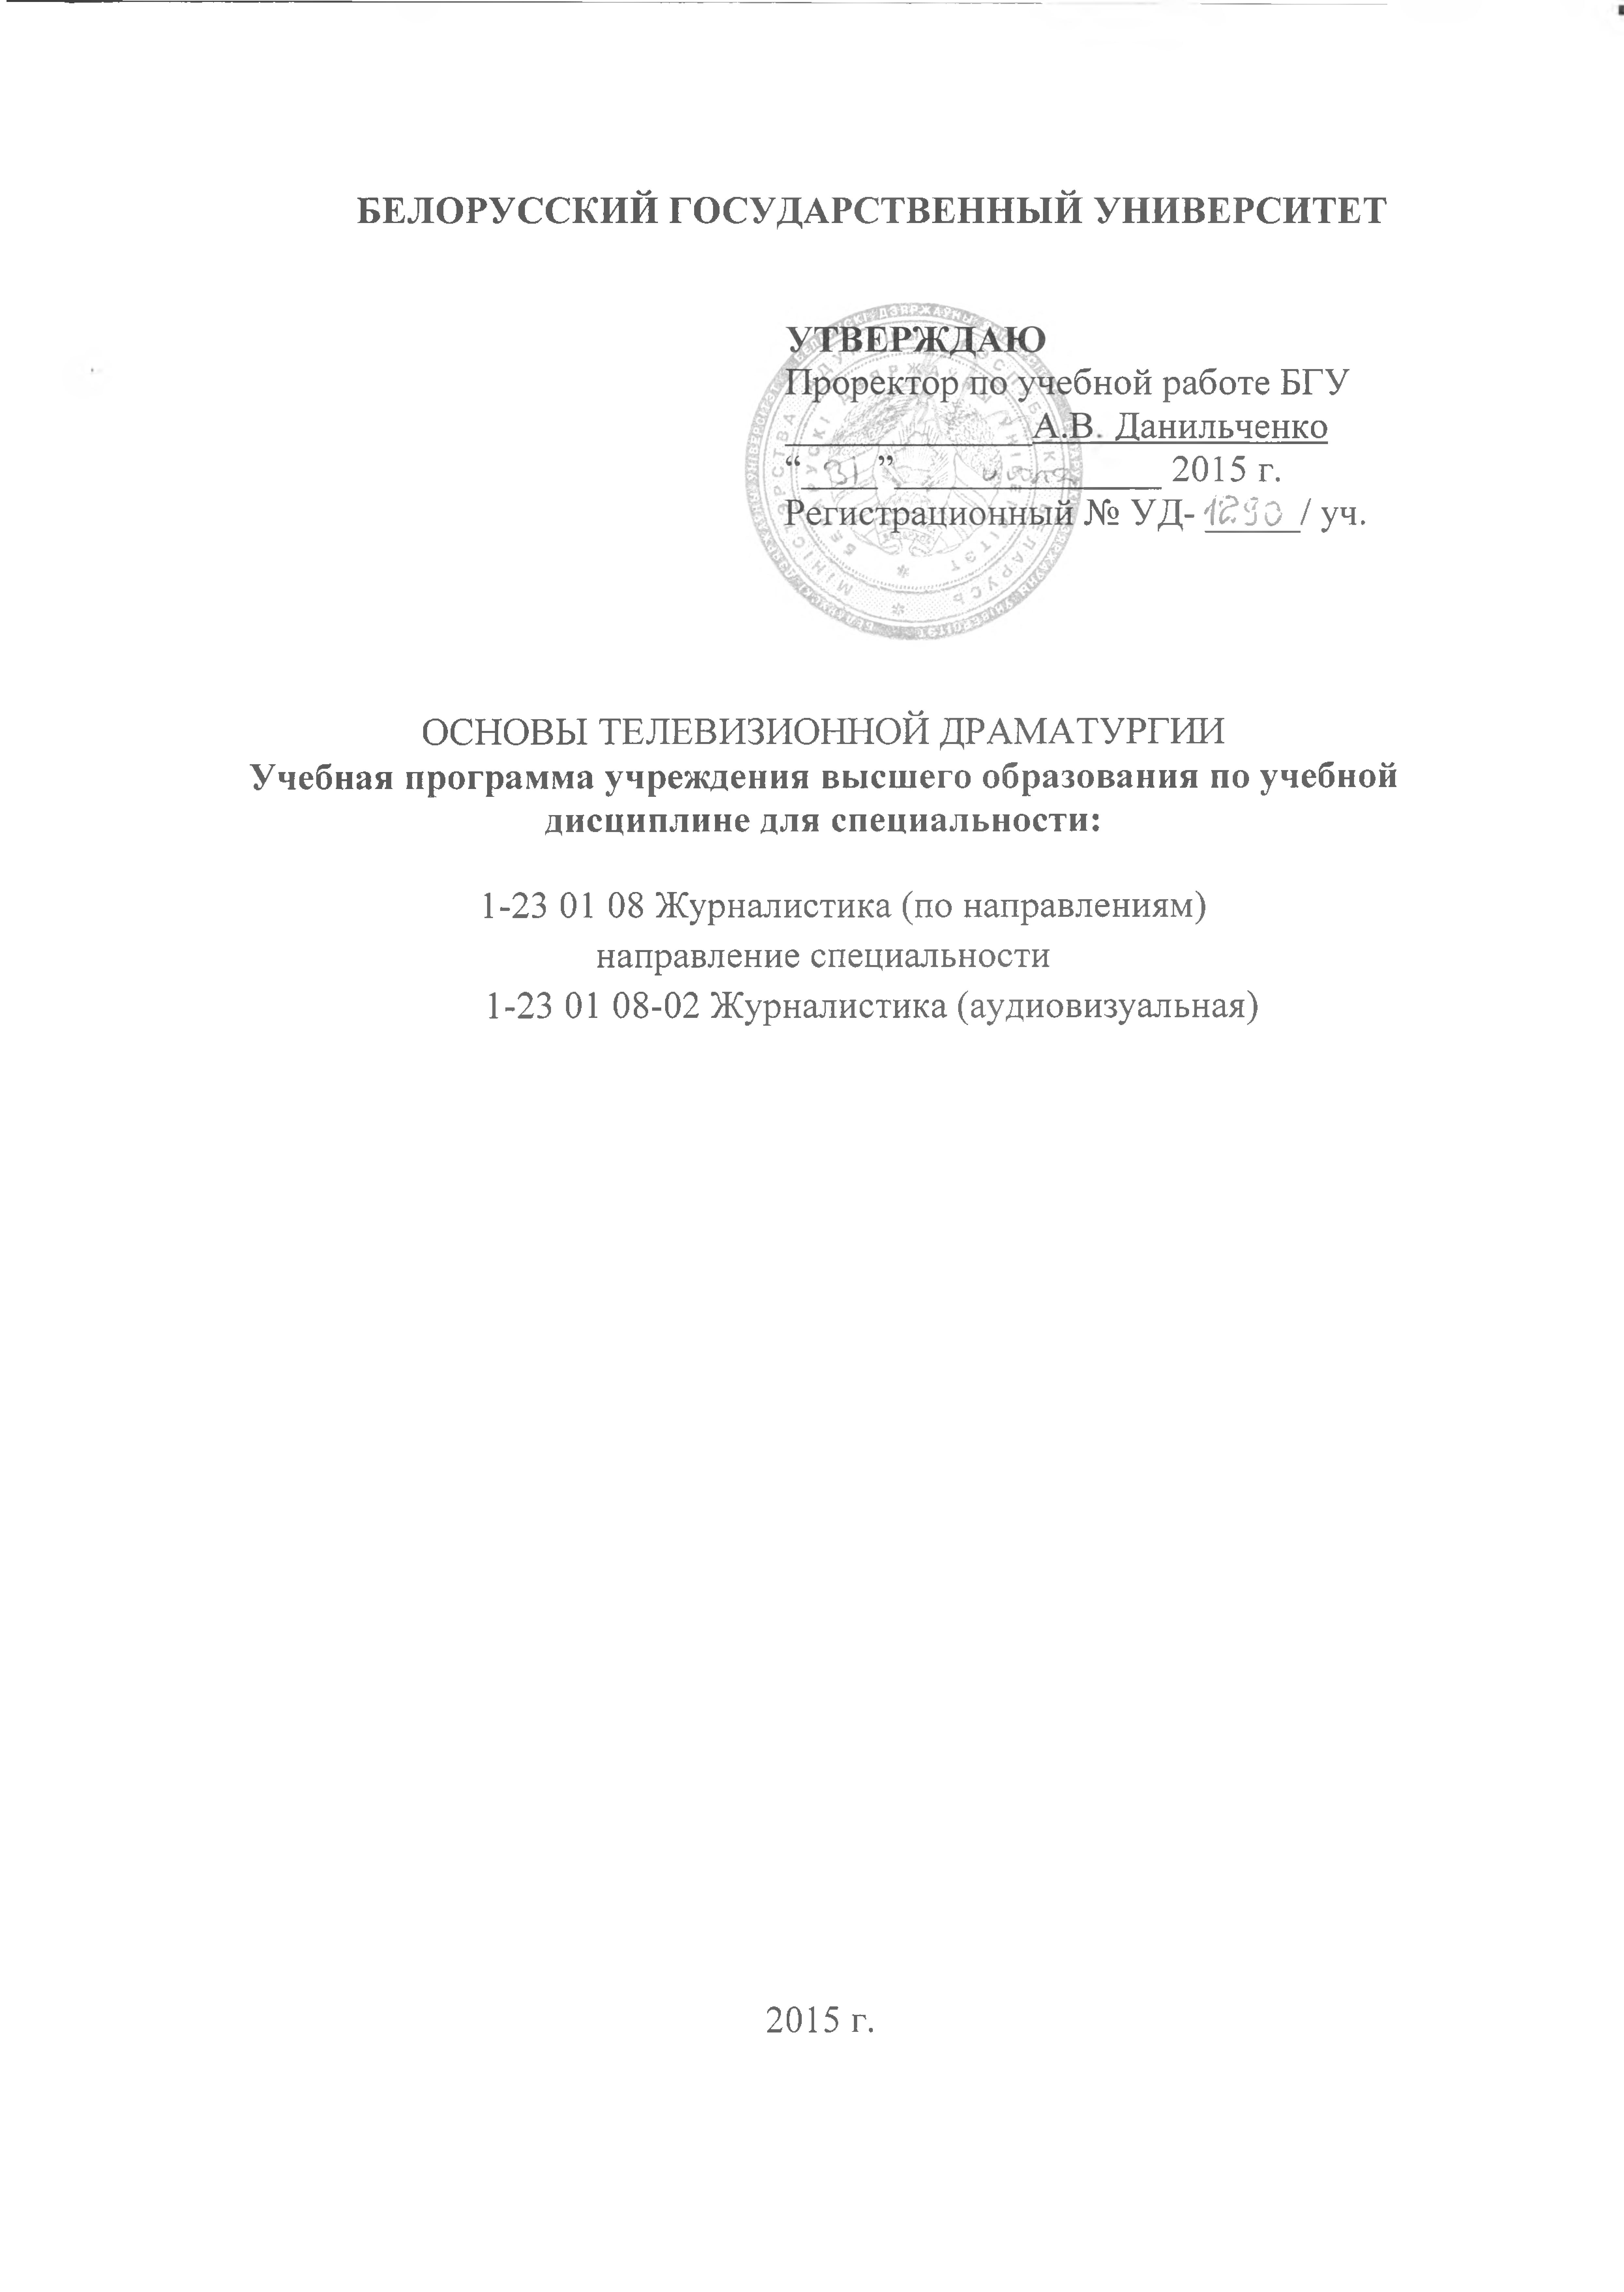 БЕЛОРУССКИЙ ГОСУДАРСТВЕННЫЙ УНИВЕРСИТЕТ
УТВЕРЖДАЮ
Проректор по учебной работе БГУ
А.В. Данильченко
“ 31 ” 2015 г.
Регистрационный № УД- 1290 / уч.
ОСНОВЫ ТЕЛЕВИЗИОННОЙ ДРАМАТУРГИИ
Учебная программа учреждения высшего образования по учебной
дисциплине для специальности:
1-23 01 08 Журналистика (по направлениям)
направление специальности
1-23 01 08-02 Журналистика (аудиовизуальная)
2015 г.